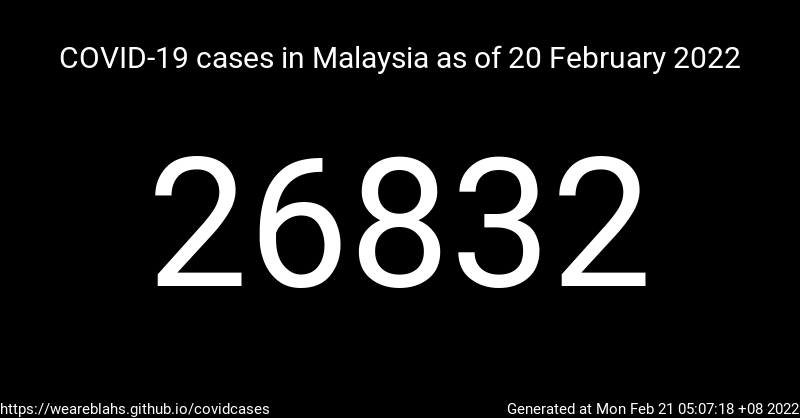 COVID-19 cases in Malaysia as of 20 February 2022
26832
https://weareblahs.github.io/covidcases
Generated at Mon Feb 21 05:07:18 +08 2022